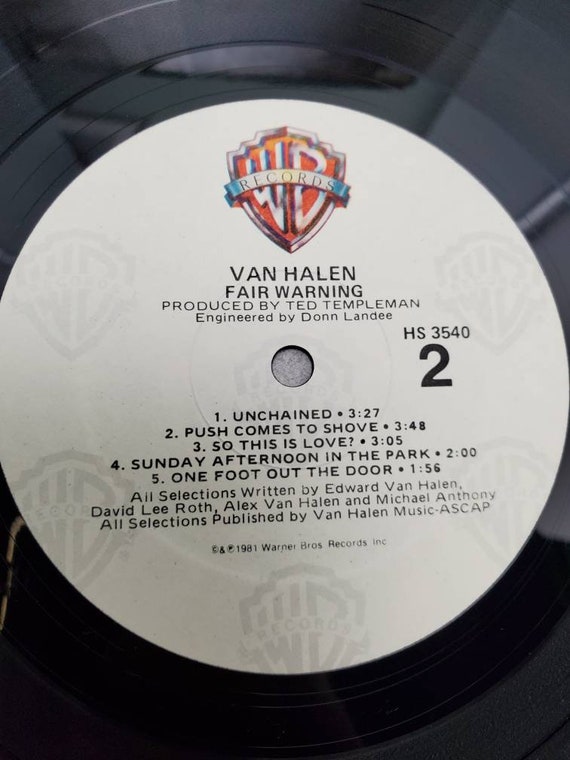 WB
RECORDS
VAN HALEN
FAIR WARNING
PRODUCED BY TED TEMPLEMAN
Engineered by Donn Landee
HS 3540
2
1. UNCHAINED • 3:27
2. PUSH COMES TO SHOVE • 3:48
3. SO THIS IS LOVE? • 3:05
4. SUNDAY AFTERNOON IN THE PARK • 2:00
5. ONE FOOT OUT THE DOOR • 1:56
All Selections Written by Edward Van Halen,
David Lee Roth, Alex Van Halen and Michael Anthony
All Selections Published by Van Halen Music-ASCAP
©&℗1981 Warner Bros. Records Inc
WB
RECORDS